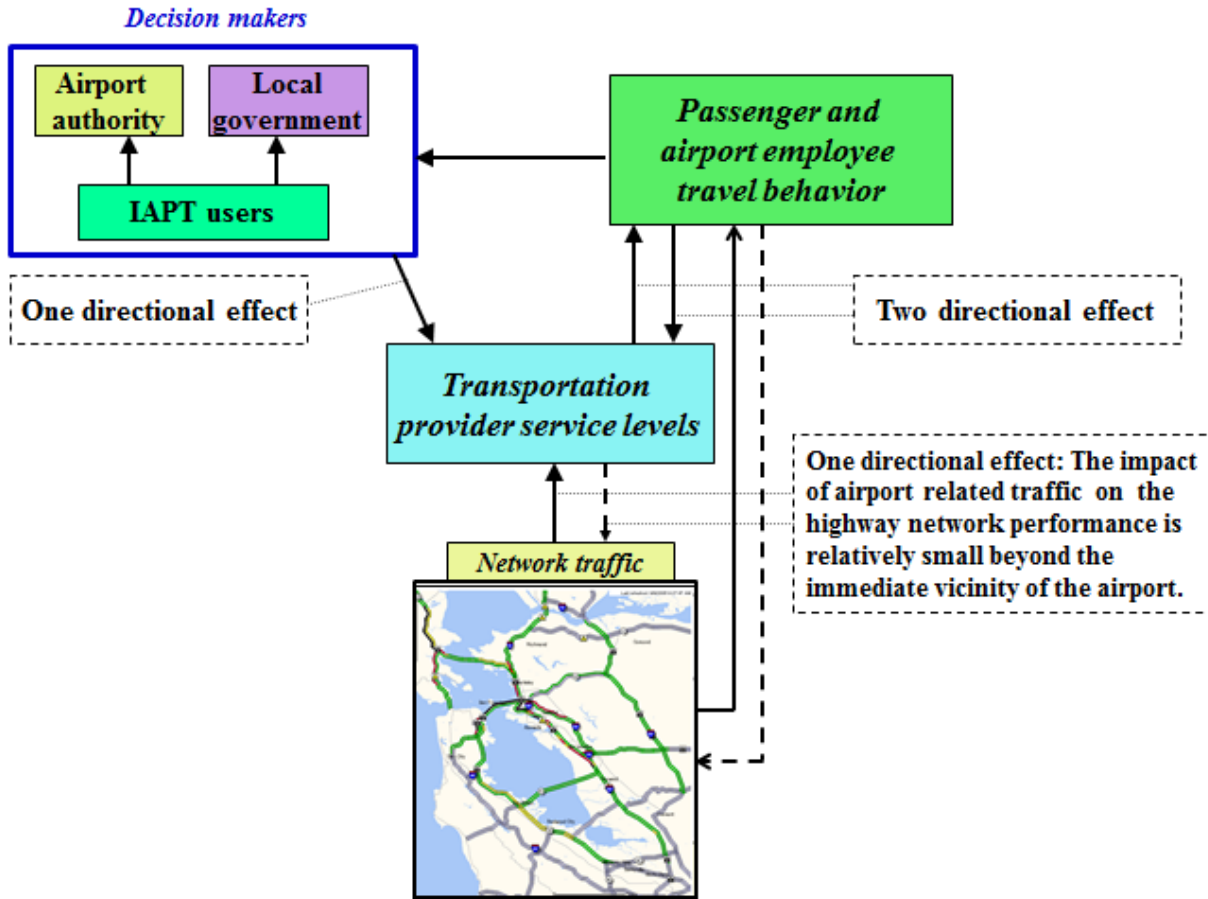 Decision makers
Airport
authority
Local
government
IAPT users
Passenger and
airport employee
travel behavior
One directional effect
Two directional effect
Transportation
provider service levels
One directional effect: The impact
of airport related traffic on the
highway network performance is
relatively small beyond the
immediate vicinity of the airport.
Network traffic
Richmond